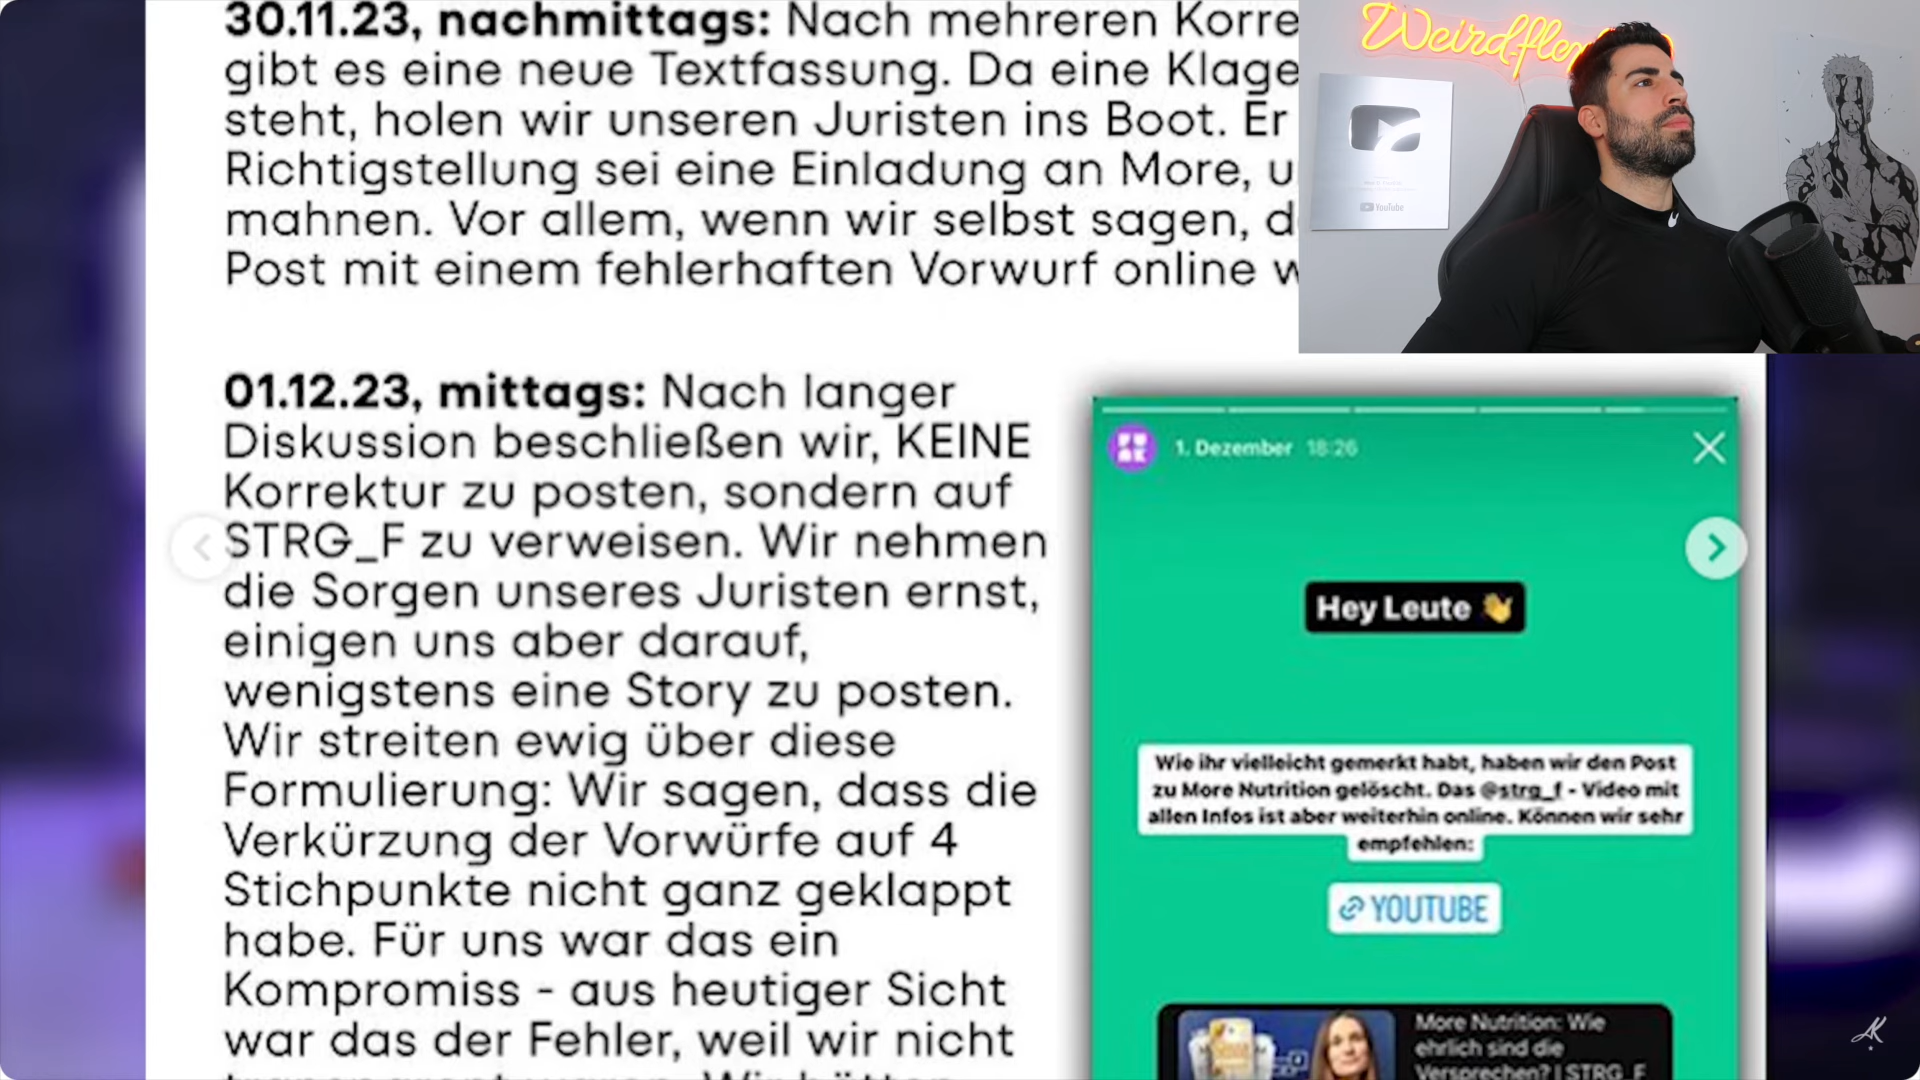 30.11.23, nachmittags: Nach mehreren Korre
gibt es eine neue Textfassung. Da eine Klage
steht, holen wir unseren Juristen ins Boot. Er
Richtigstellung sei eine Einladung an More, u
mahnen. Vor allem, wenn wir selbst sagen, d
Post mit einem fehlerhaften Vorwurf online w
Weirdflex
YouTube
01.12.23, mittags: Nach langer
Diskussion beschließen wir, KEINE
Korrektur zu posten, sondern auf
STRG_F zu verweisen. Wir nehmen
die Sorgen unseres Juristen ernst,
einigen uns aber darauf,
wenigstens eine Story zu posten.
Wir streiten ewig über diese
Formulierung: Wir sagen, dass die
Verkürzung der Vorwürfe auf 4
Stichpunkte nicht ganz geklappt
habe. Für uns war das ein
Kompromiss - aus heutiger Sicht
war das der Fehler, weil wir nicht
FUNK
1. Dezember 18:26
Hey Leute 👋
Wie ihr vielleicht gemerkt habt, haben wir den Post
zu More Nutrition gelöscht. Das @strg_f - Video mit
allen Infos ist aber weiterhin online. Können wir sehr
empfehlen:
YOUTUBE
More Nutrition: Wie
ehrlich sind die
Versprechen? | STRG_F
AK